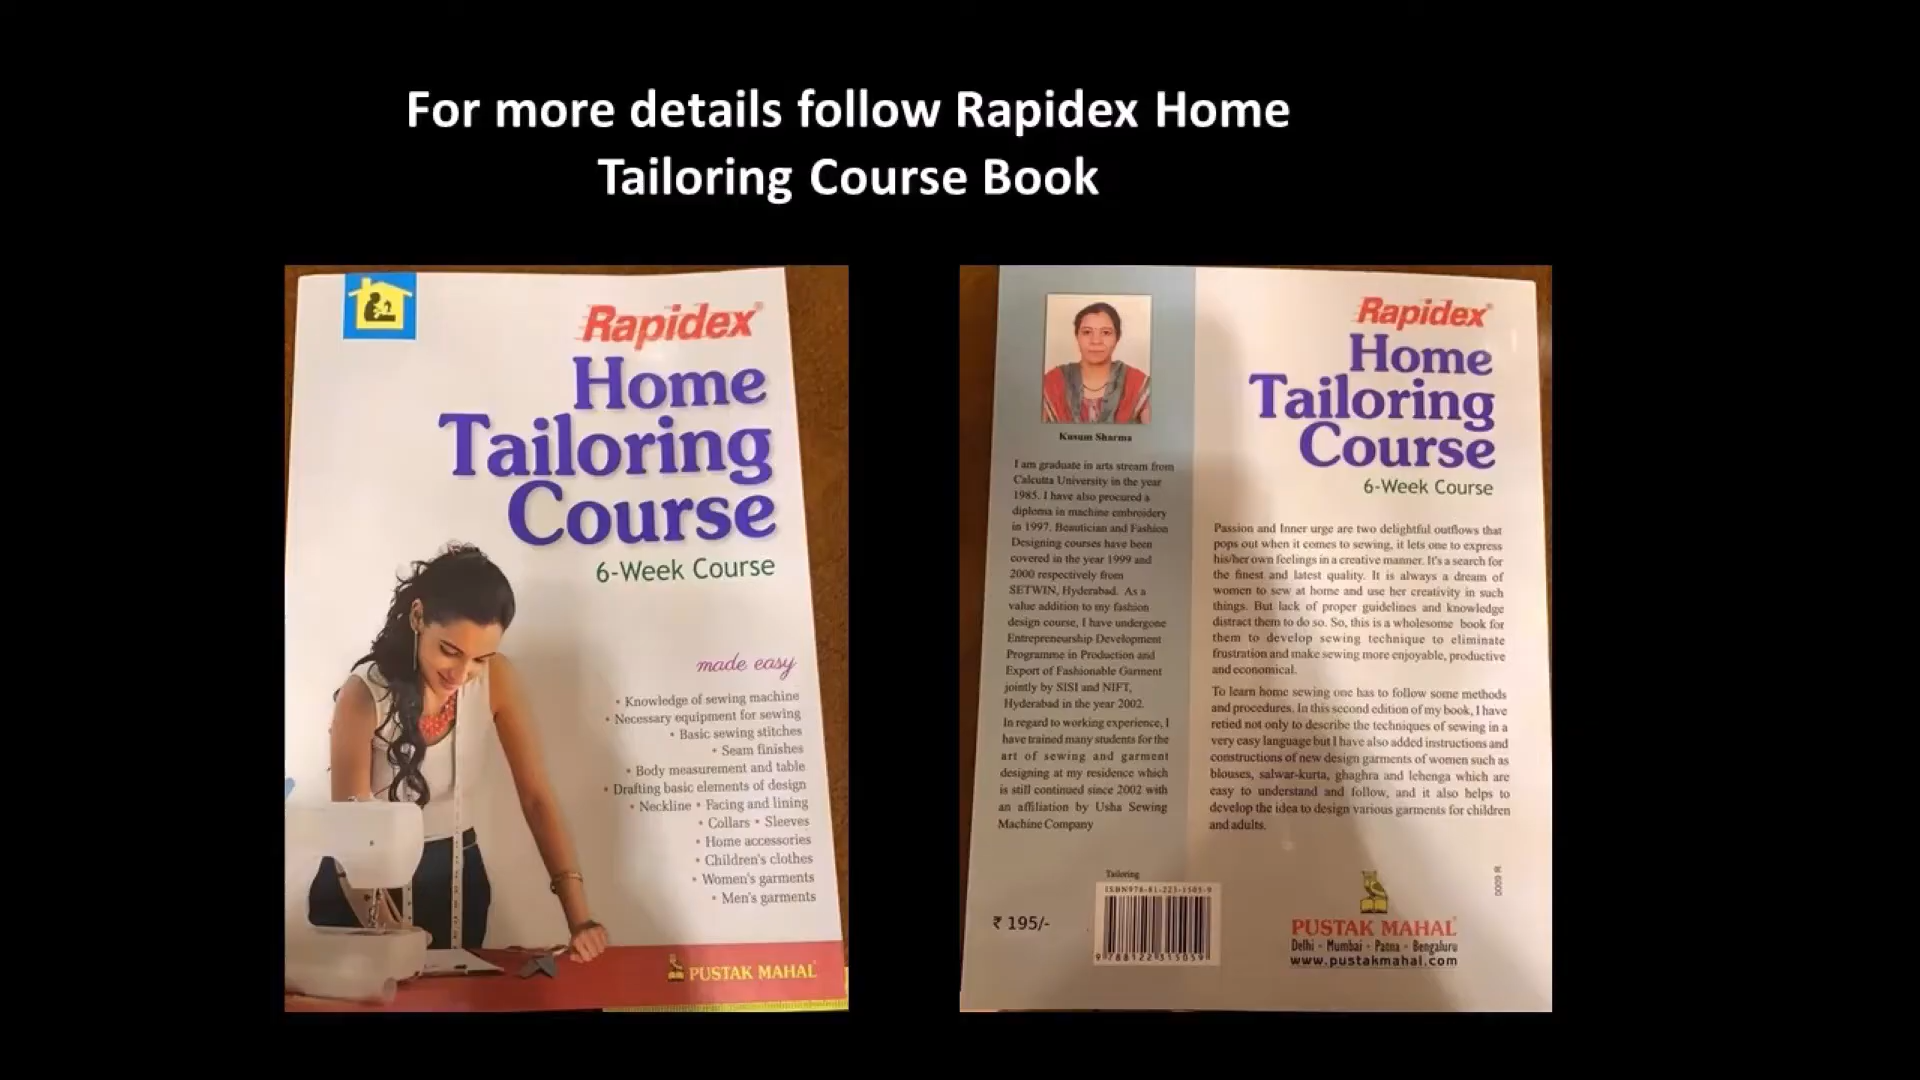 For more details follow Rapidex Home
Tailoring Course Book
Rapidex®
Home
Tailoring
Course
6-Week Course
made easy
• Knowledge of sewing machine
• Necessary equipment for sewing
• Basic sewing stitches
• Seam finishes
• Body measurement and table
• Drafting basic elements of design
• Neckline • Facing and lining
• Collars • Sleeves
• Home accessories
• Children's clothes
• Women's garments
• Men's garments
PUSTAK MAHAL
Kusum Sharma
I am graduate in arts stream from
Calcutta University in the year
1985. I have also procured a
diploma in machine embroidery
in 1997. Beautician and Fashion
Designing courses have been
covered in the year 1999 and
2000 respectively from
SETWIN, Hyderabad. As a
value addition to my fashion
design course, I have undergone
Entrepreneurship Development
Programme in Production and
Export of Fashionable Garment
jointly by SISI and NIFT,
Hyderabad in the year 2002.
In regard to working experience, I
have trained many students for the
art of sewing and garment
designing at my residence which
is still continued since 2002 with
an affiliation by Usha Sewing
Machine Company
Rapidex®
Home
Tailoring
Course
6-Week Course
Passion and Inner urge are two delightful outflows that
pops out when it comes to sewing, it lets one to express
his/her own feelings in a creative manner. It's a search for
the finest and latest quality. It is always a dream of
women to sew at home and use her creativity in such
things. But lack of proper guidelines and knowledge
distract them to do so. So, this is a wholesome book for
them to develop sewing technique to eliminate
frustration and make sewing more enjoyable, productive
and economical.
To learn home sewing one has to follow some methods
and procedures. In this second edition of my book, I have
retied not only to describe the techniques of sewing in a
very easy language but I have also added instructions and
constructions of new design garments of women such as
blouses, salwar-kurta, ghaghra and lehenga which are
easy to understand and follow, and it also helps to
develop the idea to design various garments for children
and adults.
Tailoring
ISBN 978-81-223-1505-9
9 788122 315059
₹ 195/-
PUSTAK MAHAL®
Delhi • Mumbai • Patna • Bengaluru
www.pustakmahal.com